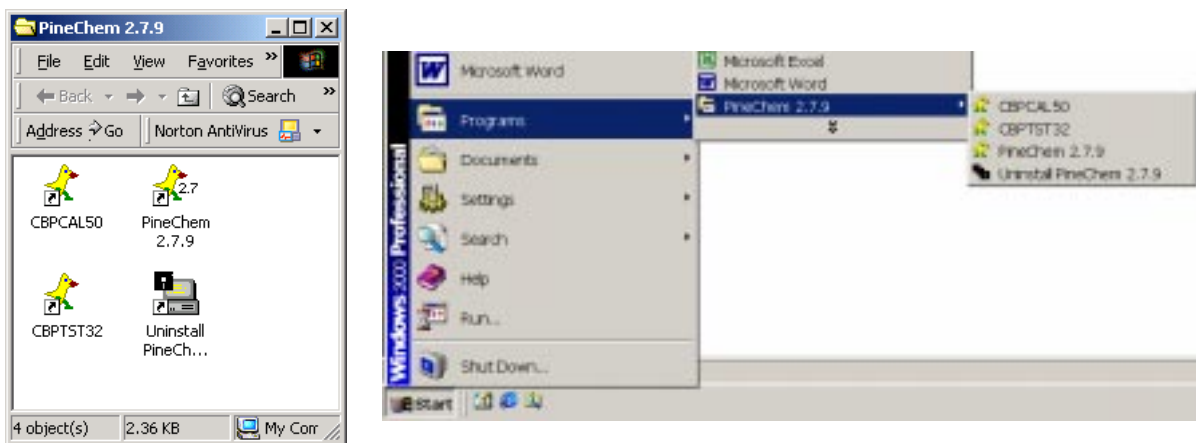 PineChem 2.7.9
File Edit View Favorites »
Back Search »
Address Go Norton AntiVirus
CBPCAL50
2.7
PineChem
2.7.9
CBPTST32
Uninstall
PineCh...
4 object(s) 2.36 KB My Com
Windows 2000 Professional
Microsoft Word
Programs
Documents
Settings
Search
Help
Run...
Shut Down...
Start
Microsoft Excel
Microsoft Word
PineChem 2.7.9
CBPCAL50
CBPTST32
PineChem 2.7.9
Uninstal PineChem 2.7.9